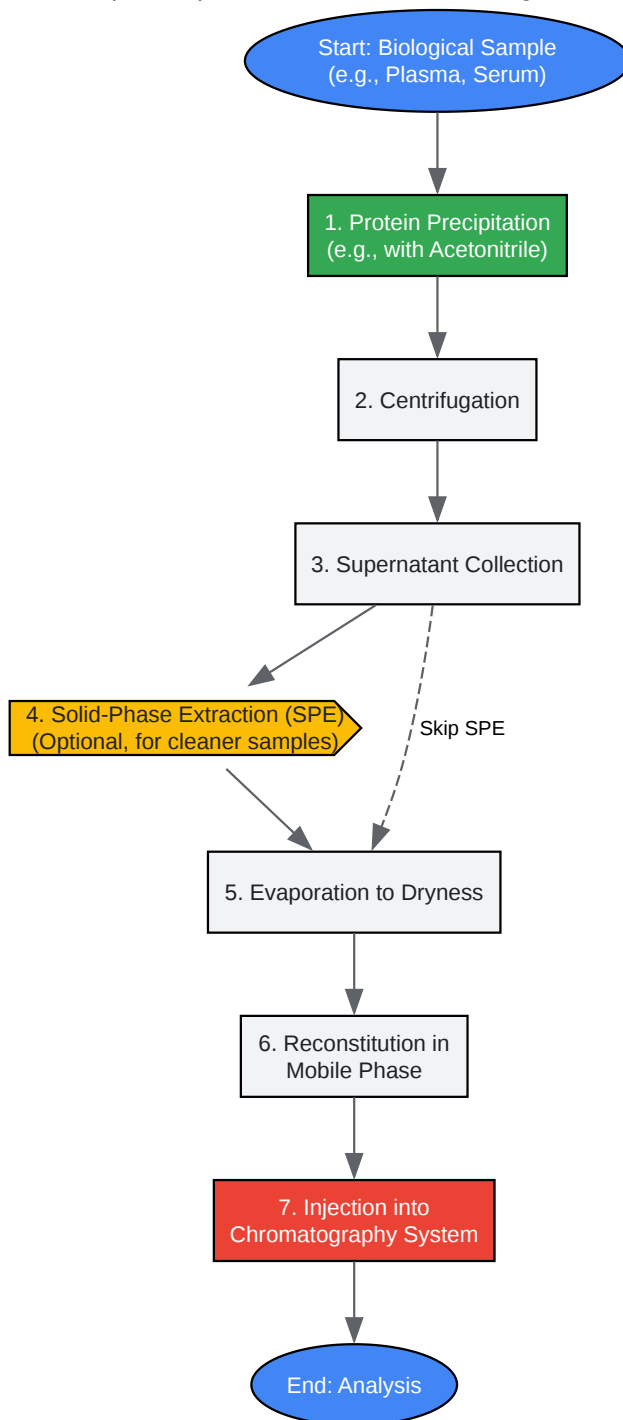 Start: Biological Sample
(e.g., Plasma, Serum)
1. Protein Precipitation
(e.g., with Acetonitrile)
2. Centrifugation
3. Supernatant Collection
4. Solid-Phase Extraction (SPE)
(Optional, for cleaner samples)
Skip SPE
5. Evaporation to Dryness
6. Reconstitution in
Mobile Phase
7. Injection into
Chromatography System
End: Analysis